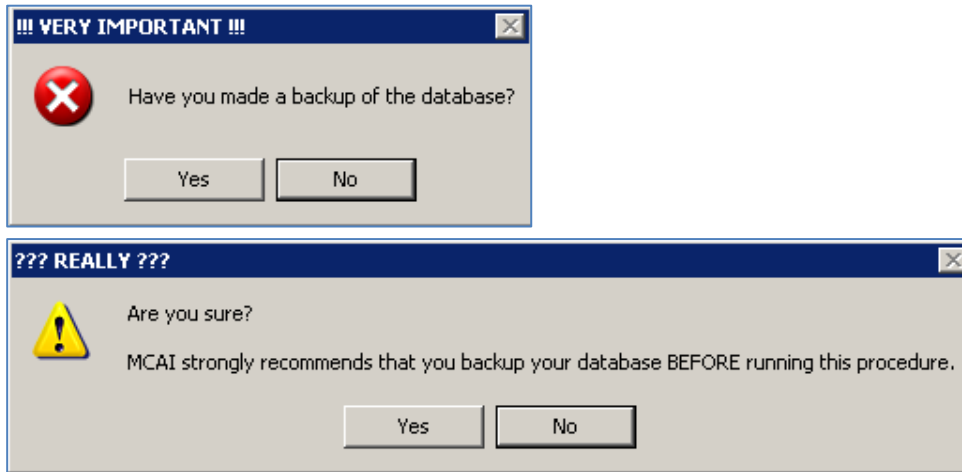 !!! VERY IMPORTANT !!!
Have you made a backup of the database?
Yes No
??? REALLY ???
Are you sure?
MCAI strongly recommends that you backup your database BEFORE running this procedure.
Yes No